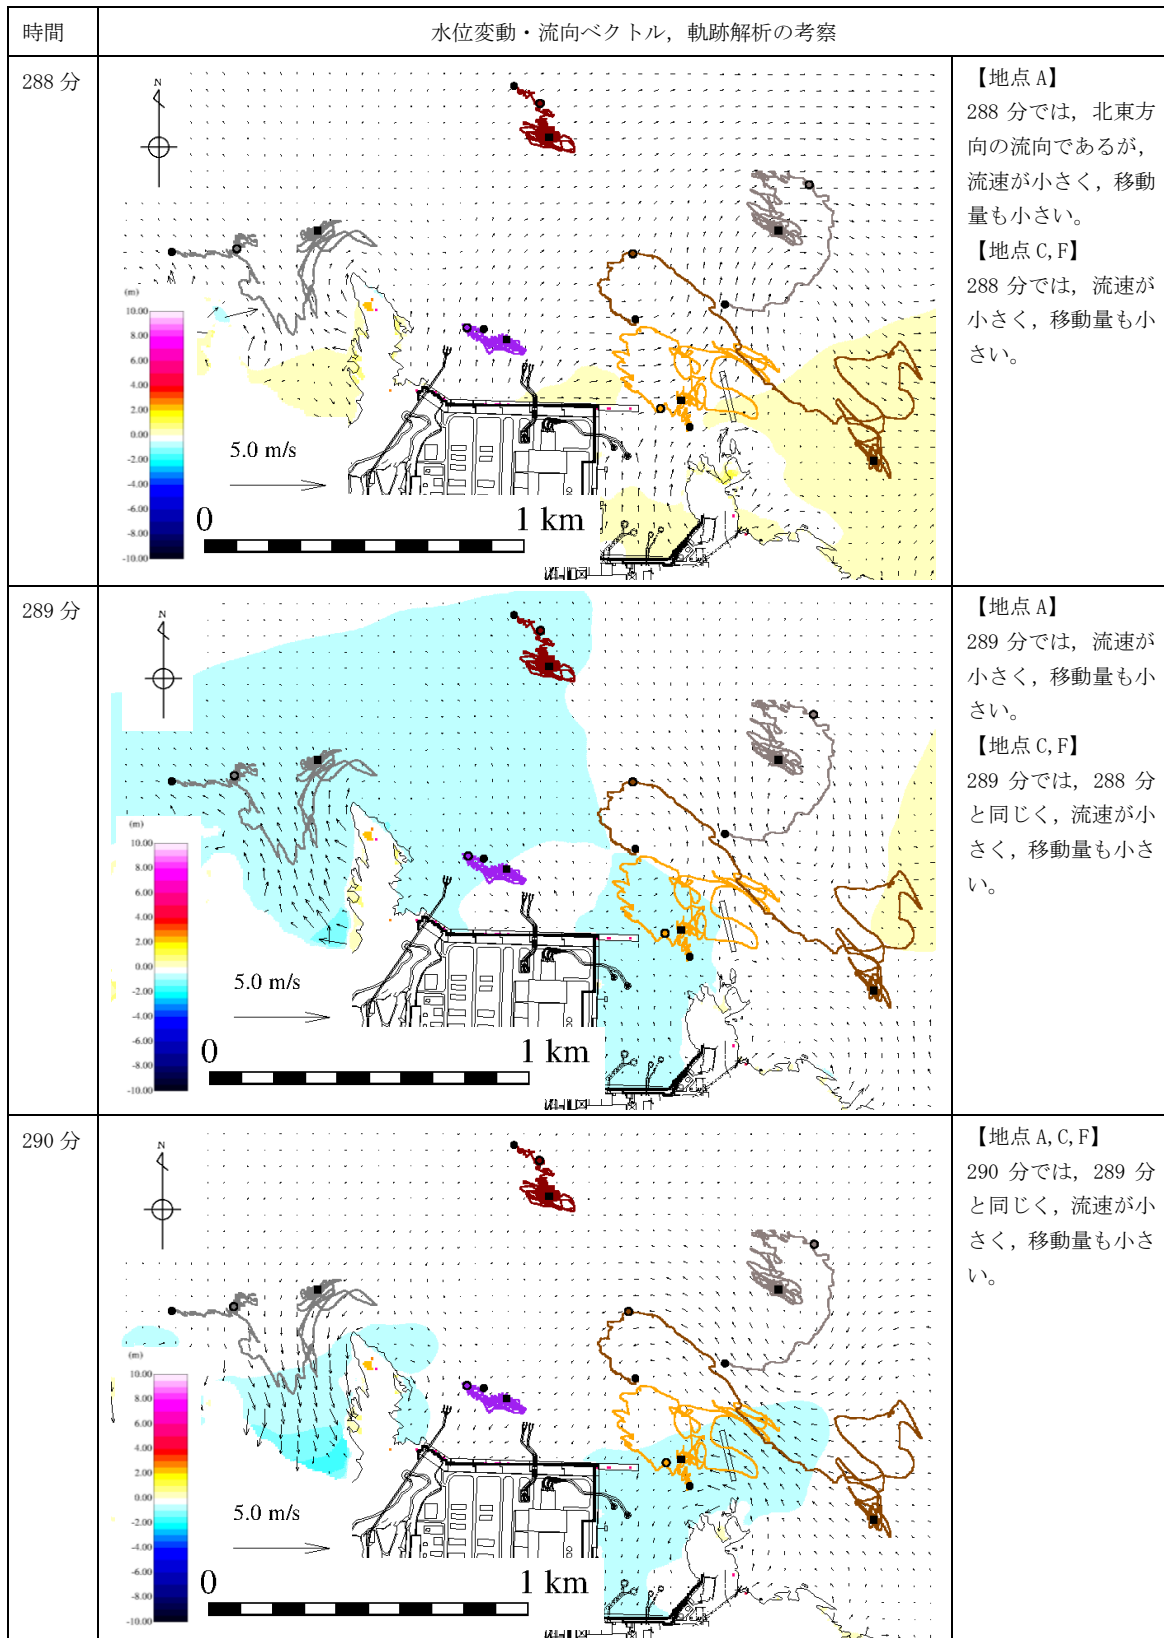 時間
水位変動・流向ベクトル，軌跡解析の考察
288 分
N
(m)
10.00
8.00
6.00
4.00
2.00
0.00
-2.00
-4.00
-6.00
-8.00
-10.00
5.0 m/s
0 1 km
【地点 A】
288 分では，北東方
向の流向であるが，
流速が小さく，移動
量も小さい。
【地点 C,F】
288 分では，流速が
小さく，移動量も小
さい。
289 分
N
(m)
10.00
8.00
6.00
4.00
2.00
0.00
-2.00
-4.00
-6.00
-8.00
-10.00
5.0 m/s
0 1 km
【地点 A】
289 分では，流速が
小さく，移動量も小
さい。
【地点 C,F】
289 分では，288 分
と同じく，流速が小
さく，移動量も小さ
い。
290 分
N
(m)
10.00
8.00
6.00
4.00
2.00
0.00
-2.00
-4.00
-6.00
-8.00
-10.00
5.0 m/s
0 1 km
【地点 A,C,F】
290 分では，289 分
と同じく，流速が小
さく，移動量も小さ
い。